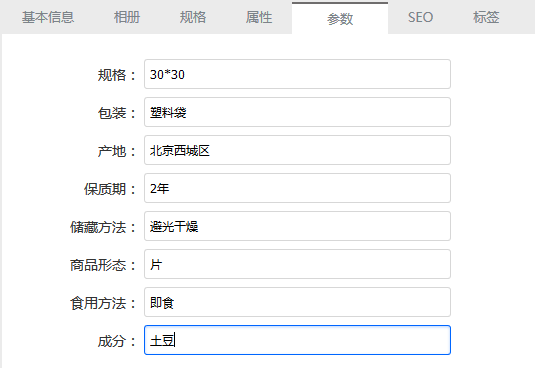 基本信息 相册 规格 属性 参数 SEO 标签
规格： 30*30
包装： 塑料袋
产地： 北京西城区
保质期： 2年
储藏方法： 避光干燥
商品形态： 片
食用方法： 即食
成分： 土豆